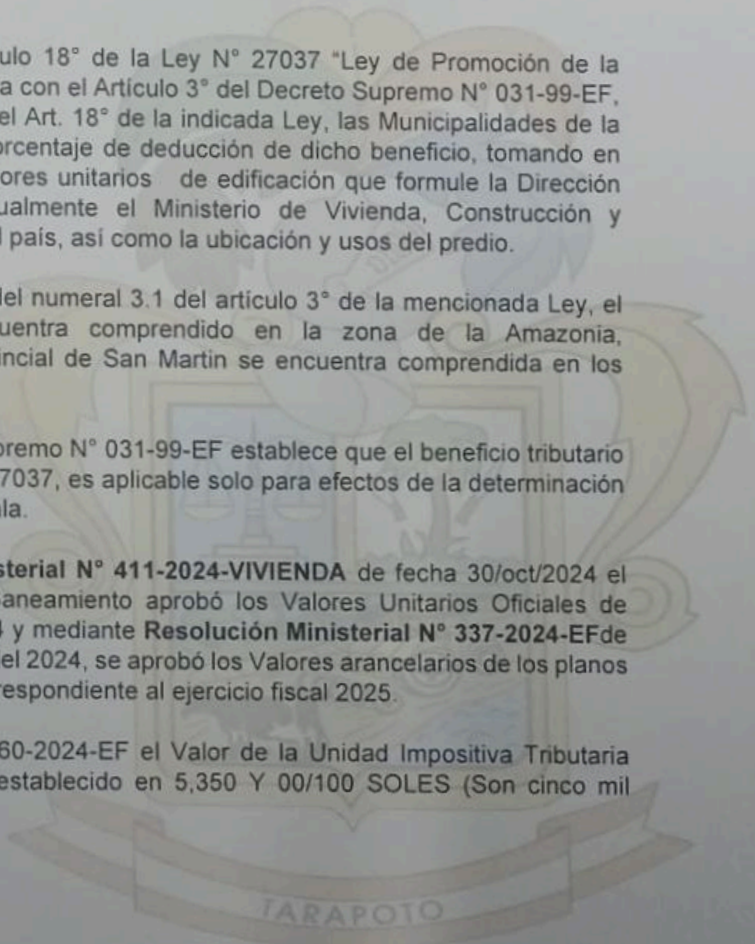 ulo 18° de la Ley N° 27037 "Ley de Promoción de la
a con el Artículo 3° del Decreto Supremo N° 031-99-EF,
el Art. 18° de la indicada Ley, las Municipalidades de la
orcentaje de deducción de dicho beneficio, tomando en
ores unitarios de edificación que formule la Dirección
ualmente el Ministerio de Vivienda, Construcción y
l país, así como la ubicación y usos del predio.
del numeral 3.1 del artículo 3° de la mencionada Ley, el
uentra comprendido en la zona de la Amazonia,
incial de San Martin se encuentra comprendida en los
premo N° 031-99-EF establece que el beneficio tributario
7037, es aplicable solo para efectos de la determinación
la.
sterial N° 411-2024-VIVIENDA de fecha 30/oct/2024 el
aneamiento aprobó los Valores Unitarios Oficiales de
y mediante Resolución Ministerial N° 337-2024-EFde
el 2024, se aprobó los Valores arancelarios de los planos
respondiente al ejercicio fiscal 2025.
60-2024-EF el Valor de la Unidad Impositiva Tributaria
establecido en 5,350 Y 00/100 SOLES (Son cinco mil
TARAPOTO